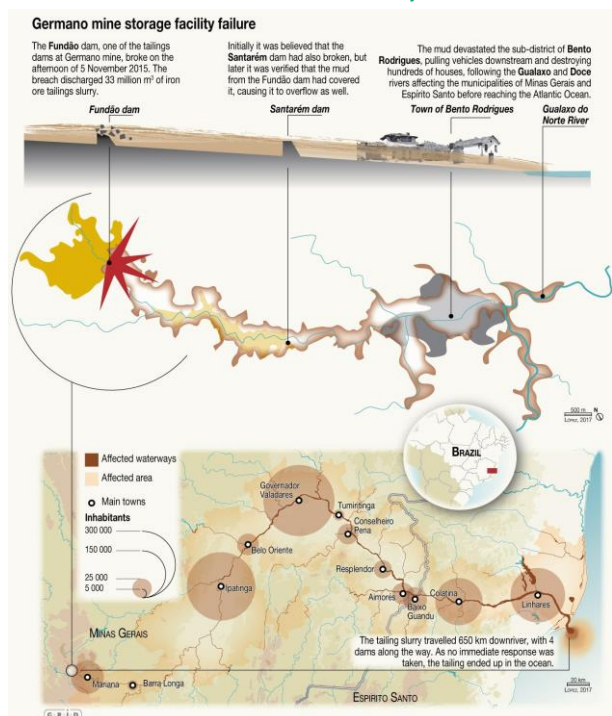 Germano mine storage facility failure
The Fundão dam, one of the tailings
dams at Germano mine, broke on the
afternoon of 5 November 2015. The
breach discharged 33 million m³ of iron
ore tailings slurry.
Initially it was believed that the
Santarém dam had also broken, but
later it was verified that the mud
from the Fundão dam had covered
it, causing it to overflow as well.
The mud devastated the sub-district of Bento
Rodrigues, pulling vehicles downstream and destroying
hundreds of houses, following the Gualaxo and Doce
rivers affecting the municipalities of Minas Gerais and
Espírito Santo before reaching the Atlantic Ocean.
Fundão dam
Santarém dam
Town of Bento Rodrigues
Gualaxo do
Norte River
500 m
N
López, 2017
BRAZIL
Affected waterways
Affected area
Main towns
Inhabitants
300 000
150 000
25 000
5 000
Governador
Valadares
Tumiritinga
Conselheiro
Pena
Belo Oriente
Resplendor
Ipatinga
Aimores
Baixo
Guandu
Colatina
Linhares
The tailing slurry travelled 650 km downriver, with 4
dams along the way. As no immediate response was
taken, the tailing ended up in the ocean.
MINAS GERAIS
Mariana
Barra Longa
ESPIRITO SANTO
20 km
López, 2017
GRID